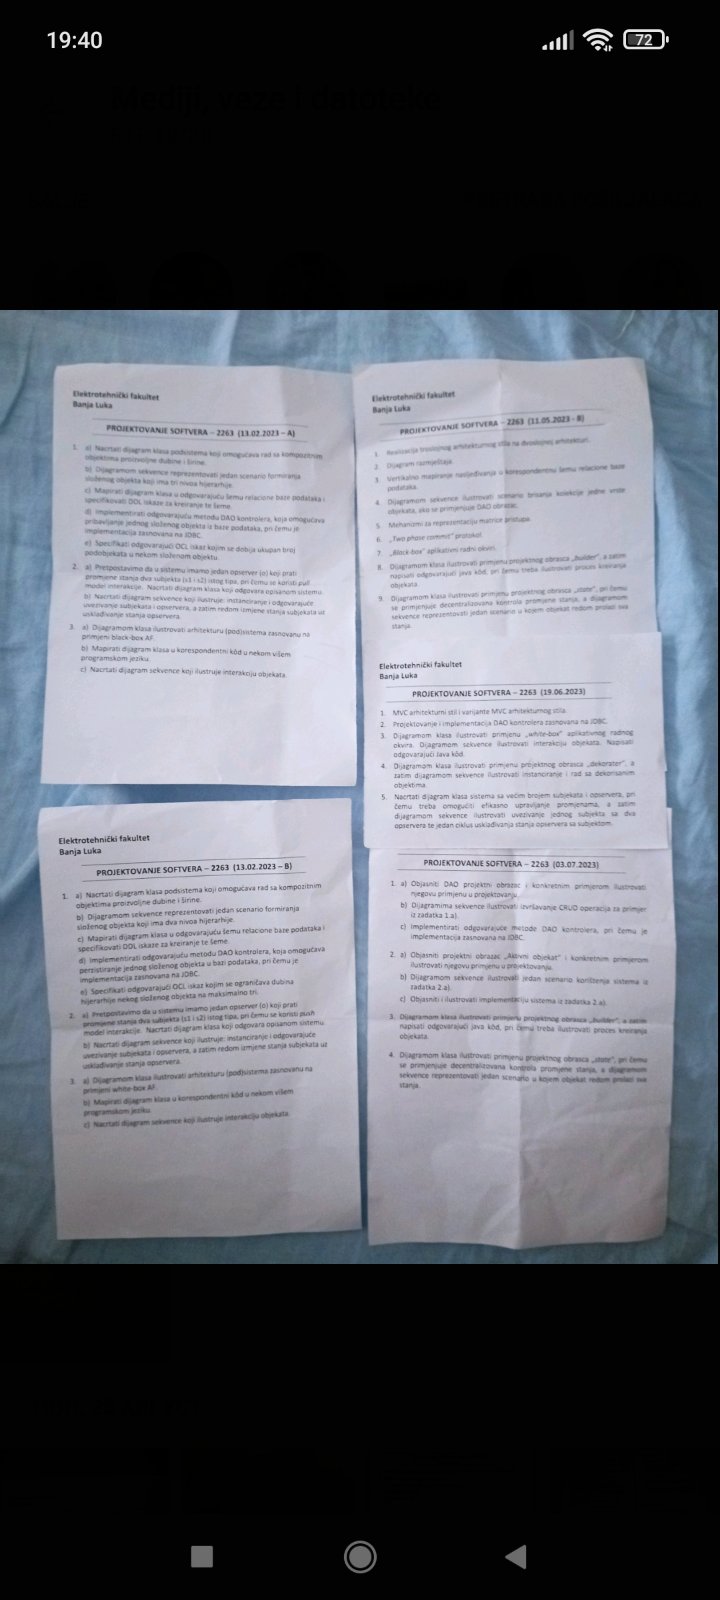 19:40
72
Mediji, veze i datoteke
Elektrotehnički fakultet
Banja Luka
PROJEKTOVANJE SOFTVERA – 2263 (13.02.2023 – A)
1. a) Nacrtati dijagram klasa podsistema koji omogućava rad sa kompozitnim
objektima proizvoljne dubine i širine.
b) Dijagramom sekvence reprezentovati jedan scenario formiranja
složenog objekta koji ima tri nivoa hijerarhije.
c) Mapirati dijagram klasa u odgovarajuću šemu relacione baze podataka i
specifikovati DDL iskaze za kreiranje te šeme.
d) Implementirati odgovarajuću metodu DAO kontrolera, koja omogućava
pribavljanje jednog složenog objekta iz baze podataka, pri čemu je
implementacija zasnovana na JDBC.
e) Specifikati odgovarajući OCL iskaz kojim se dobija ukupan broj
podobjekata u nekom složenom objektu.
2. a) Pretpostavimo da u sistemu imamo jedan opserver (o) koji prati
promjene stanja dva subjekta (s1 i s2) istog tipa, pri čemu se koristi pull
model interakcije. Nacrtati dijagram klasa koji odgovara opisanom sistemu.
b) Nacrtati dijagram sekvence koji ilustruje: instanciranje i odgovarajuće
uvezivanje subjekata i opservera, a zatim redom izmjene stanja subjekata uz
usklađivanje stanja opservera.
3. a) Dijagramom klasa ilustrovati arhitekturu (pod)sistema zasnovanu na
primjeni black-box AF.
b) Mapirati dijagram klasa u korespondentni kôd u nekom višem
programskom jeziku.
c) Nacrtati dijagram sekvence koji ilustruje interakciju objekata.
Elektrotehnički fakultet
Banja Luka
PROJEKTOVANJE SOFTVERA – 2263 (11.05.2023 - B)
1. Realizacija troslojnog arhitekturnog stila na dvoslojnoj arhitekturi.
2. Dijagram razmještaja.
3. Vertikalno mapiranje nasljeđivanja u korespondentnu šemu relacione baze
podataka.
4. Dijagramom sekvence ilustrovati scenario brisanja kolekcije jedne vrste
objekata, ako se primjenjuje DAO obrazac.
5. Mehanizmi za reprezentaciju matrice pristupa.
6. „Two phase commit" protokol.
7. „Black-box" aplikativni radni okviri.
8. Dijagramom klasa ilustrovati primjenu projektnog obrasca „builder", a zatim
napisati odgovarajući java kôd, pri čemu treba ilustrovati proces kreiranja
objekata.
9. Dijagramom klasa ilustrovati primjenu projektnog obrasca „state", pri čemu
se primjenjuje decentralizovana kontrola promjene stanja, a dijagramom
sekvence reprezentovati jedan scenario u kojem objekat redom prolazi sva
stanja.
Elektrotehnički fakultet
Banja Luka
PROJEKTOVANJE SOFTVERA – 2263 (19.06.2023)
1. MVC arhitekturni stil i varijante MVC arhitekturnog stila.
2. Projektovanje i implementacija DAO kontrolera zasnovana na JDBC.
3. Dijagramom klasa ilustrovati primjenu „white-box" aplikativnog radnog
okvira. Dijagramom sekvence ilustrovati interakciju objekata. Napisati
odgovarajući Java kôd.
4. Dijagramom klasa ilustrovati primjenu projektnog obrasca „dekorater", a
zatim dijagramom sekvence ilustrovati instanciranje i rad sa dekorisanim
objektima.
5. Nacrtati dijagram klasa sistema sa većim brojem subjekata i opservera, pri
čemu treba omogućiti efikasno upravljanje promjenama, a zatim
dijagramom sekvence ilustrovati uvezivanje jednog subjekta sa dva
opservera te jedan ciklus usklađivanja stanja opservera sa subjektom.
Elektrotehnički fakultet
Banja Luka
PROJEKTOVANJE SOFTVERA – 2263 (13.02.2023 – B)
1. a) Nacrtati dijagram klasa podsistema koji omogućava rad sa kompozitnim
objektima proizvoljne dubine i širine.
b) Dijagramom sekvence reprezentovati jedan scenario formiranja
složenog objekta koji ima dva nivoa hijerarhije.
c) Mapirati dijagram klasa u odgovarajuću šemu relacione baze podataka i
specifikovati DDL iskaze za kreiranje te šeme.
d) Implementirati odgovarajuću metodu DAO kontrolera, koja omogućava
perzistiranje jednog složenog objekta u bazi podataka, pri čemu je
implementacija zasnovana na JDBC.
e) Specifikati odgovarajući OCL iskaz kojim se ograničava dubina
hijerarhije nekog složenog objekta na maksimalno tri.
2. a) Pretpostavimo da u sistemu imamo jedan opserver (o) koji prati
promjene stanja dva subjekta (s1 i s2) istog tipa, pri čemu se koristi push
model interakcije. Nacrtati dijagram klasa koji odgovara opisanom sistemu.
b) Nacrtati dijagram sekvence koji ilustruje: instanciranje i odgovarajuće
uvezivanje subjekata i opservera, a zatim redom izmjene stanja subjekata uz
usklađivanje stanja opservera.
3. a) Dijagramom klasa ilustrovati arhitekturu (pod)sistema zasnovanu na
primjeni white-box AF.
b) Mapirati dijagram klasa u korespondentni kôd u nekom višem
programskom jeziku.
c) Nacrtati dijagram sekvence koji ilustruje interakciju objekata.
PROJEKTOVANJE SOFTVERA – 2263 (03.07.2023)
1. a) Objasniti DAO projektni obrazac i konkretnim primjerom ilustrovati
njegovu primjenu u projektovanju.
b) Dijagramima sekvence ilustrovati izvršavanje CRUD operacija za primjer
iz zadatka 1.a).
c) Implementirati odgovarajuće metode DAO kontrolera, pri čemu je
implementacija zasnovana na JDBC.
2. a) Objasniti projektni obrazac „Aktivni objekat" i konkretnim primjerom
ilustrovati njegovu primjenu u projektovanju.
b) Dijagramom sekvence ilustrovati jedan scenario korištenja sistema iz
zadatka 2.a).
c) Objasniti i ilustrovati implementaciju sistema iz zadatka 2.a).
3. Dijagramom klasa ilustrovati primjenu projektnog obrasca „builder", a zatim
napisati odgovarajući java kôd, pri čemu treba ilustrovati proces kreiranja
objekata.
4. Dijagramom klasa ilustrovati primjenu projektnog obrasca „state", pri čemu
se primjenjuje decentralizovana kontrola promjene stanja, a dijagramom
sekvence reprezentovati jedan scenario u kojem objekat redom prolazi sva
stanja.